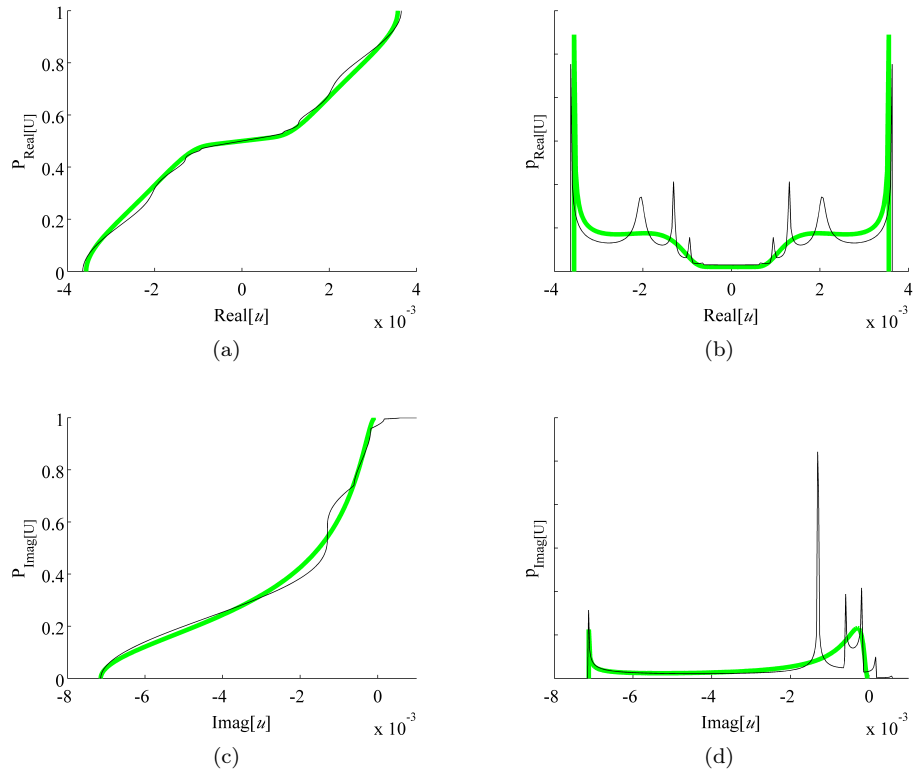 1
0.8
0.6
0.4
0.2
0
P_Real[U]
-4
-2
0
2
4
Real[u]
x 10^-3
(a)
p_Real[U]
-4
-2
0
2
4
Real[u]
x 10^-3
(b)
1
0.8
0.6
0.4
0.2
0
P_Imag[U]
-8
-6
-4
-2
0
Imag[u]
x 10^-3
(c)
p_Imag[U]
-8
-6
-4
-2
0
Imag[u]
x 10^-3
(d)